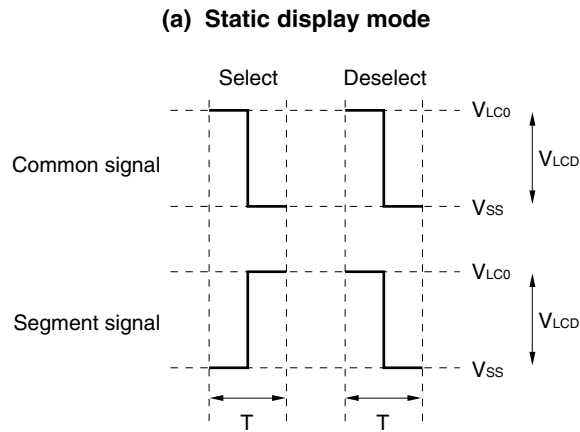 (a) Static display mode
Select Deselect
VLC0
Common signal
VLCD
VSS
VLC0
Segment signal
VLCD
VSS
T T